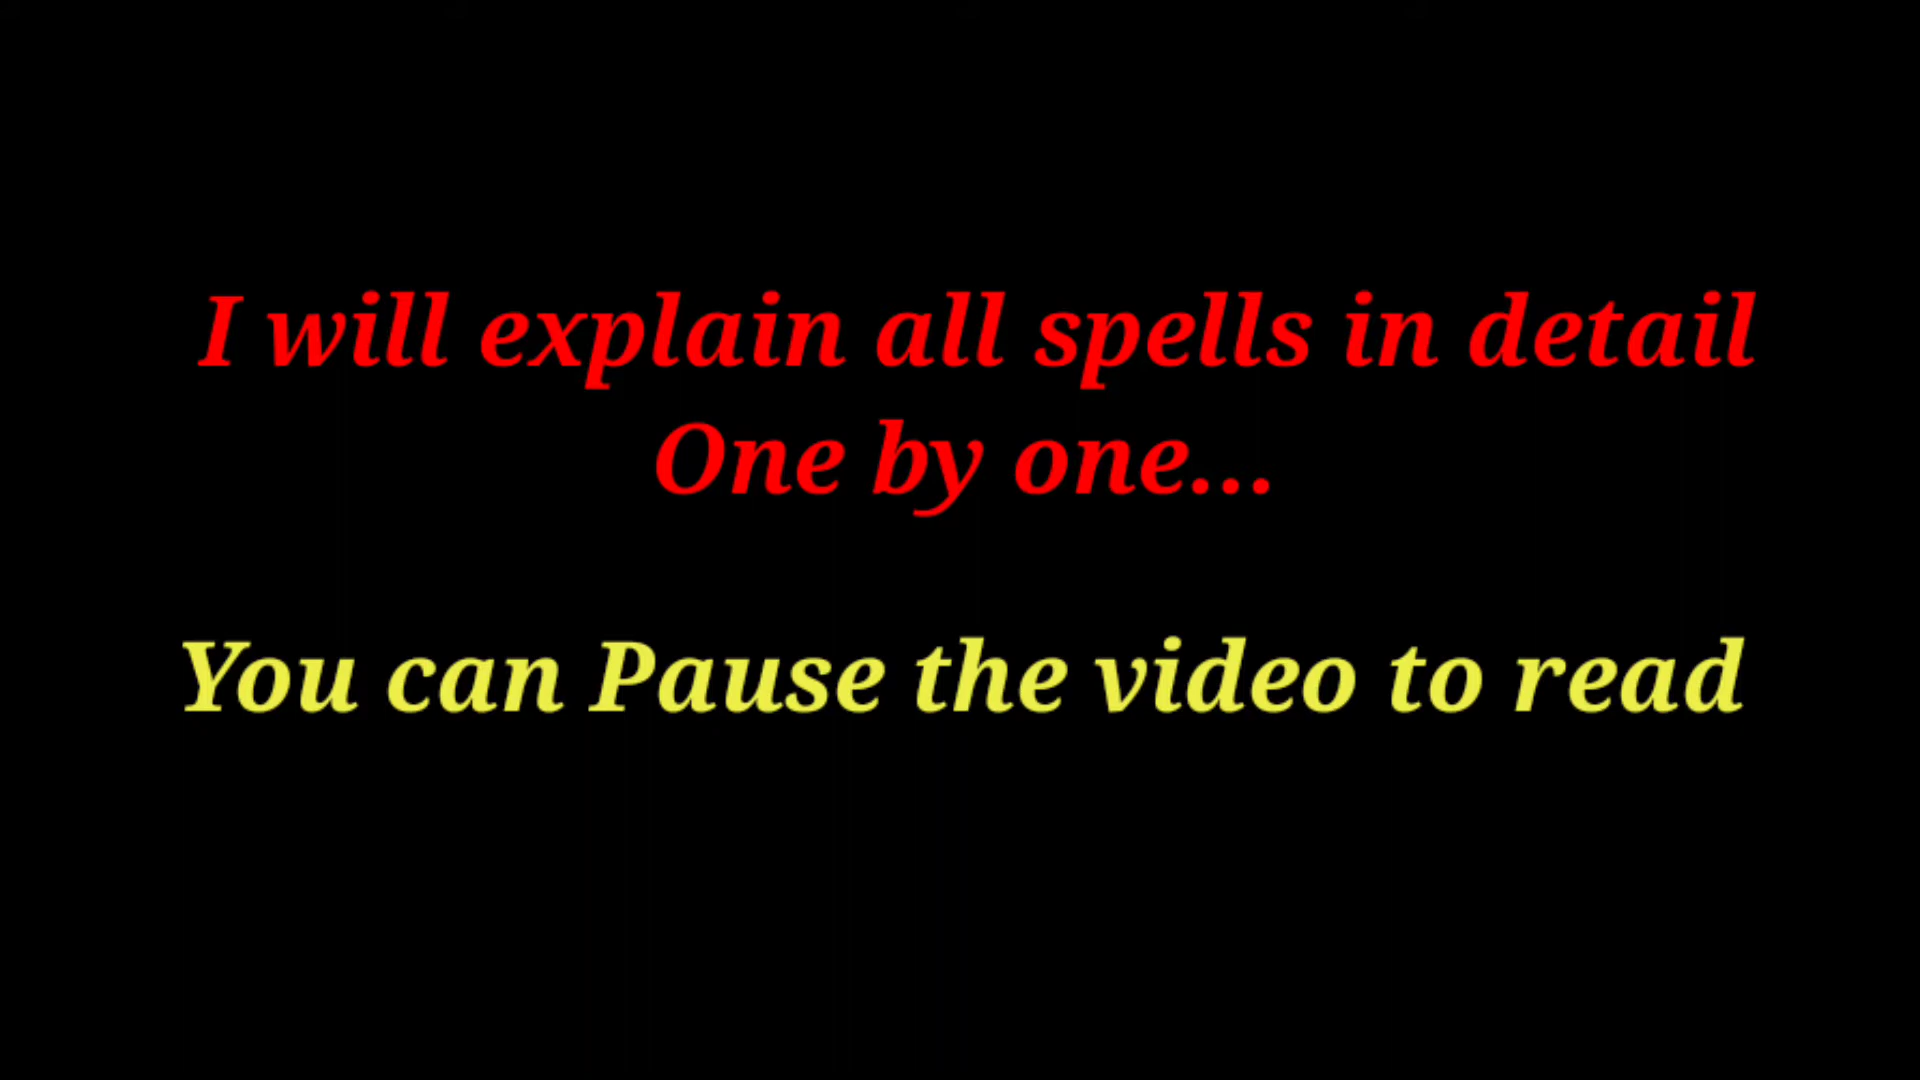 I will explain all spells in detail
One by one...
You can Pause the video to read